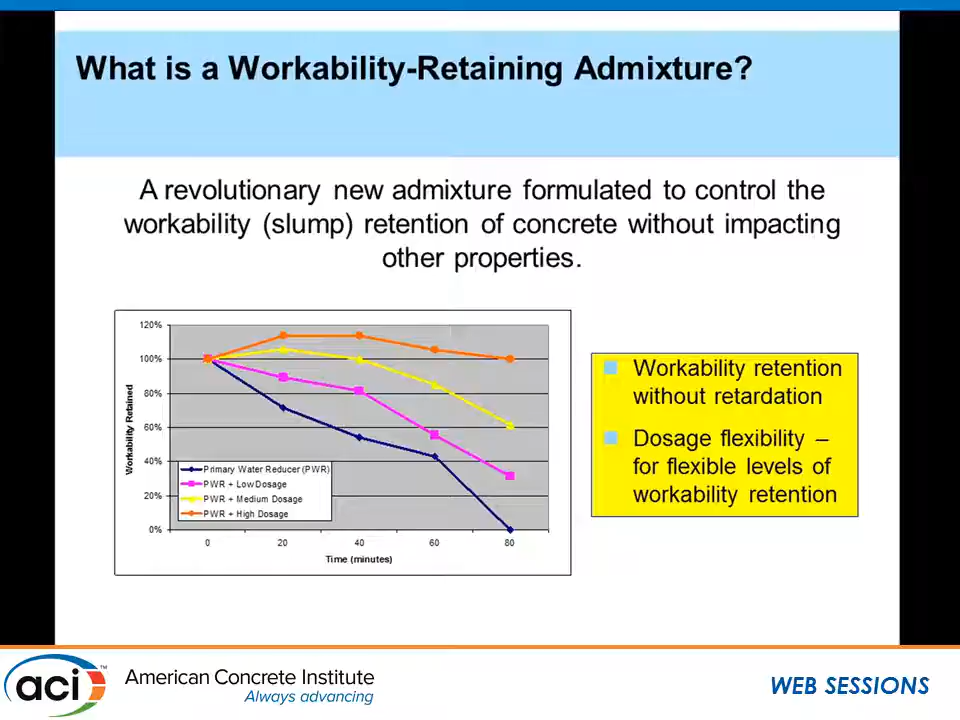 What is a Workability-Retaining Admixture?
A revolutionary new admixture formulated to control the
workability (slump) retention of concrete without impacting
other properties.
120%
100%
80%
60%
40%
20%
0%
Workability Retained
Primary Water Reducer (PWR)
PWR + Low Dosage
PWR + Medium Dosage
PWR + High Dosage
0 20 40 60 80
Time (minutes)
Workability retention
without retardation
Dosage flexibility –
for flexible levels of
workability retention
aci™
American Concrete Institute
Always advancing
WEB SESSIONS